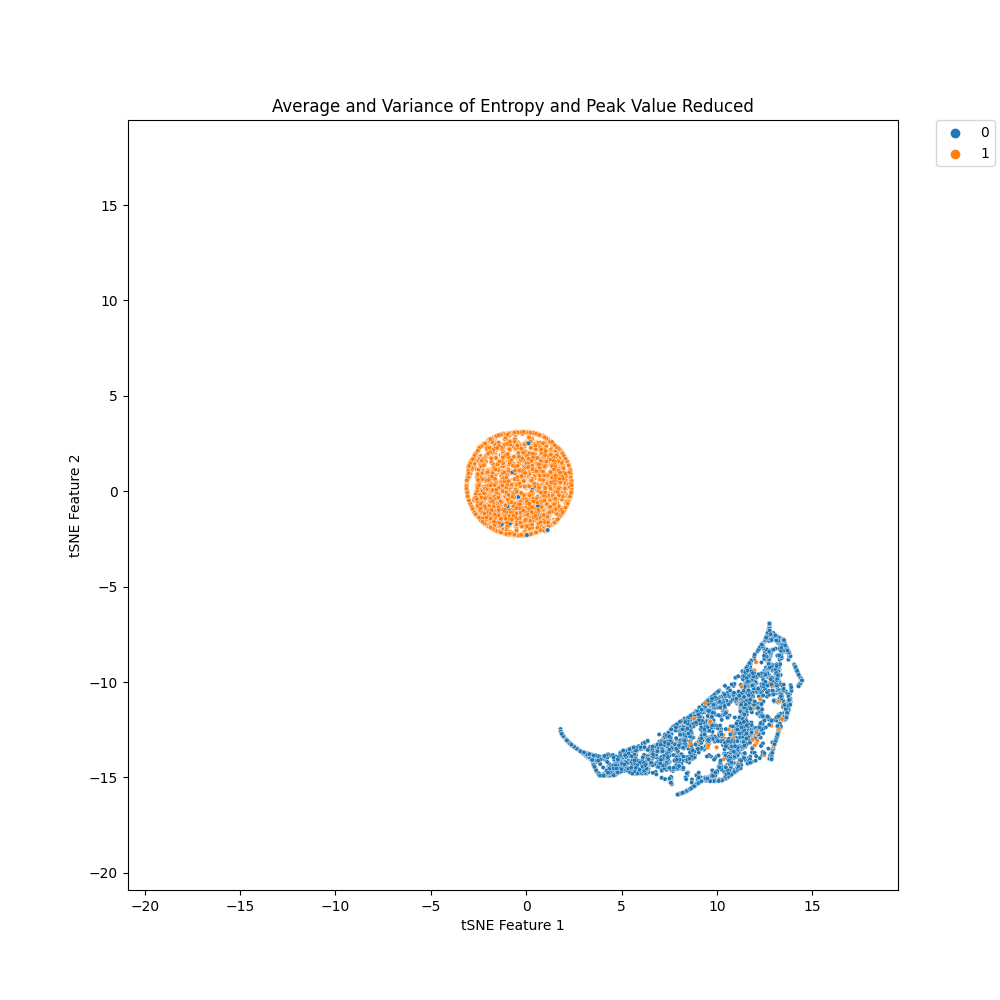 Average and Variance of Entropy and Peak Value Reduced
0
1
15
10
5
0
−5
−10
−15
−20
tSNE Feature 2
−20 −15 −10 −5 0 5 10 15
tSNE Feature 1